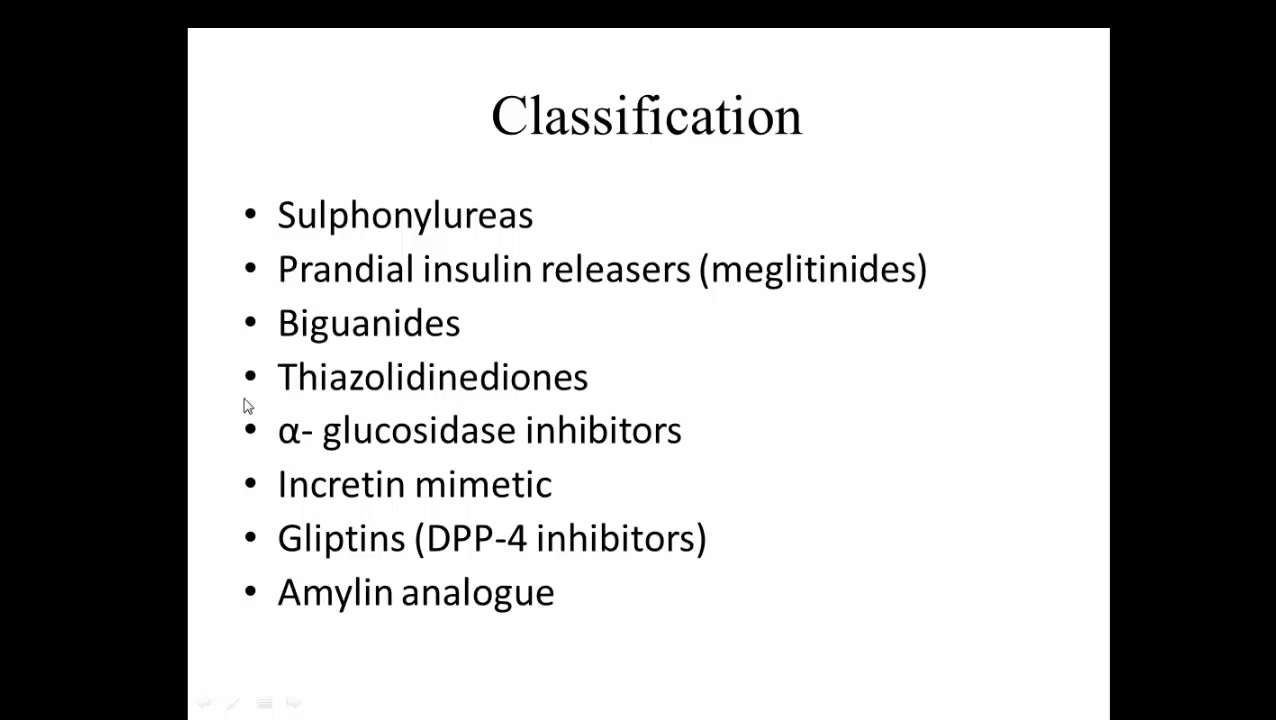 Classification
• Sulphonylureas
• Prandial insulin releasers (meglitinides)
• Biguanides
• Thiazolidinediones
• α- glucosidase inhibitors
• Incretin mimetic
• Gliptins (DPP-4 inhibitors)
• Amylin analogue